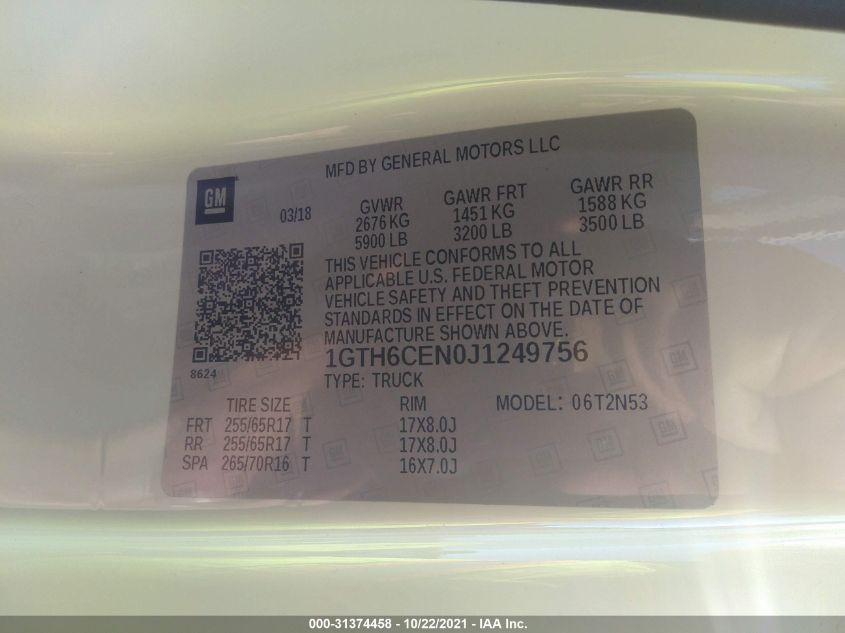 MFD BY GENERAL MOTORS LLC
GM
03/18
GVWR GAWR FRT GAWR RR
2676 KG 1451 KG 1588 KG
5900 LB 3200 LB 3500 LB
THIS VEHICLE CONFORMS TO ALL
APPLICABLE U.S. FEDERAL MOTOR
VEHICLE SAFETY AND THEFT PREVENTION
STANDARDS IN EFFECT ON THE DATE OF
MANUFACTURE SHOWN ABOVE.
1GTH6CEN0J1249756
8624
TYPE: TRUCK
TIRE SIZE RIM MODEL: 06T2N53
FRT 255/65R17 T 17X8.0J
RR 255/65R17 T 17X8.0J
SPA 265/70R16 T 16X7.0J
000-31374458 - 10/22/2021 - IAA Inc.